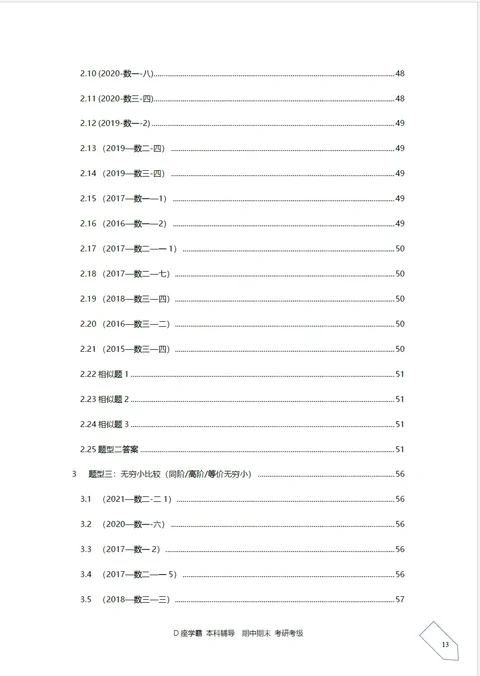 2.10 (2020-数一-八)........48
2.11 (2020-数三-四)........48
2.12 (2019-数一-2)........49
2.13 （2019—数二-四）........49
2.14 （2019—数三-四）........49
2.15 （2017—数一—1）........49
2.16 （2016—数一—2）........49
2.17 （2017—数二—一 1）........50
2.18 （2017—数二—七）........50
2.19 （2018—数三—四）........50
2.20 （2016—数三—二）........50
2.21 （2015—数三—四）........50
2.22 相似题 1........51
2.23 相似题 2........51
2.24 相似题 3........51
2.25 题型二答案........51
3 题型三：无穷小比较（同阶/高阶/等价无穷小）........56
3.1 （2021—数二-二 1）........56
3.2 （2020—数一-六）........56
3.3 （2017—数一 2）........56
3.4 （2017—数二—一 5）........56
3.5 （2018—数三—三）........57
D 座学霸 本科辅导 期中期末 考研考级
13